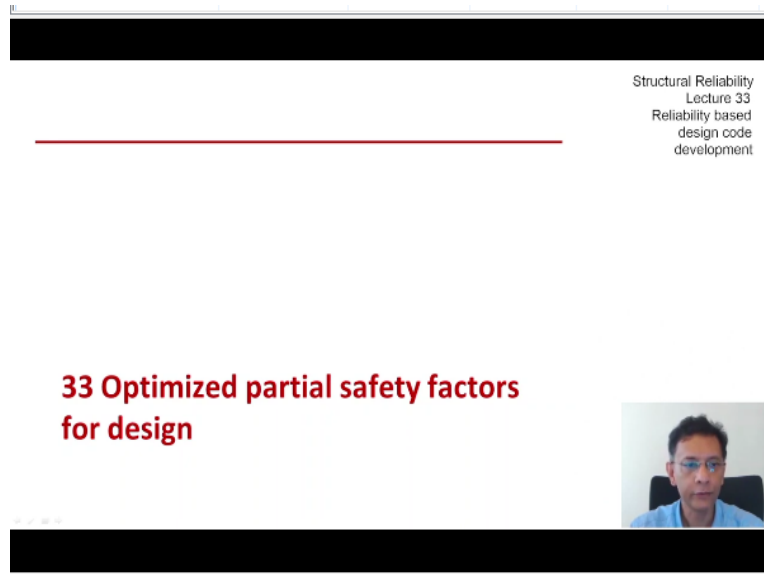 Structural Reliability
Lecture 33
Reliability based
design code
development
33 Optimized partial safety factors
for design